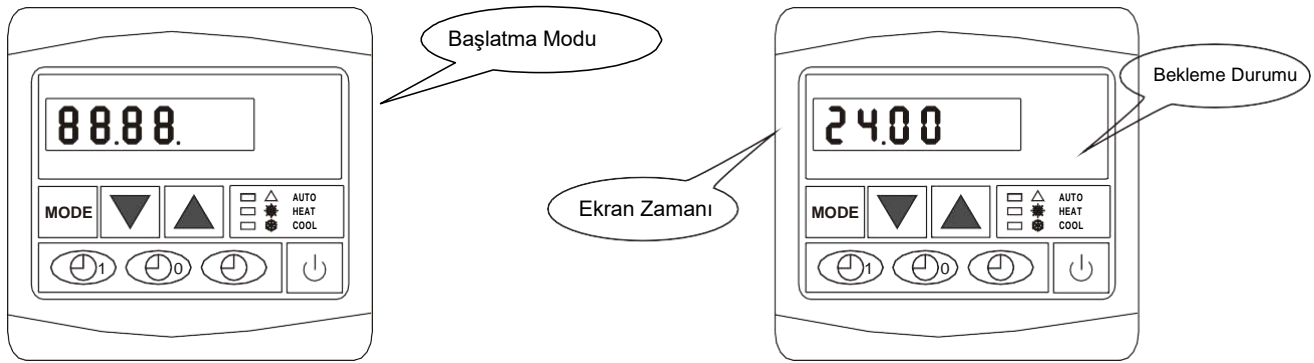 Başlatma Modu
88.88.
MODE
AUTO
HEAT
COOL
1
0
Bekleme Durumu
24.00
Ekran Zamanı
MODE
AUTO
HEAT
COOL
1
0